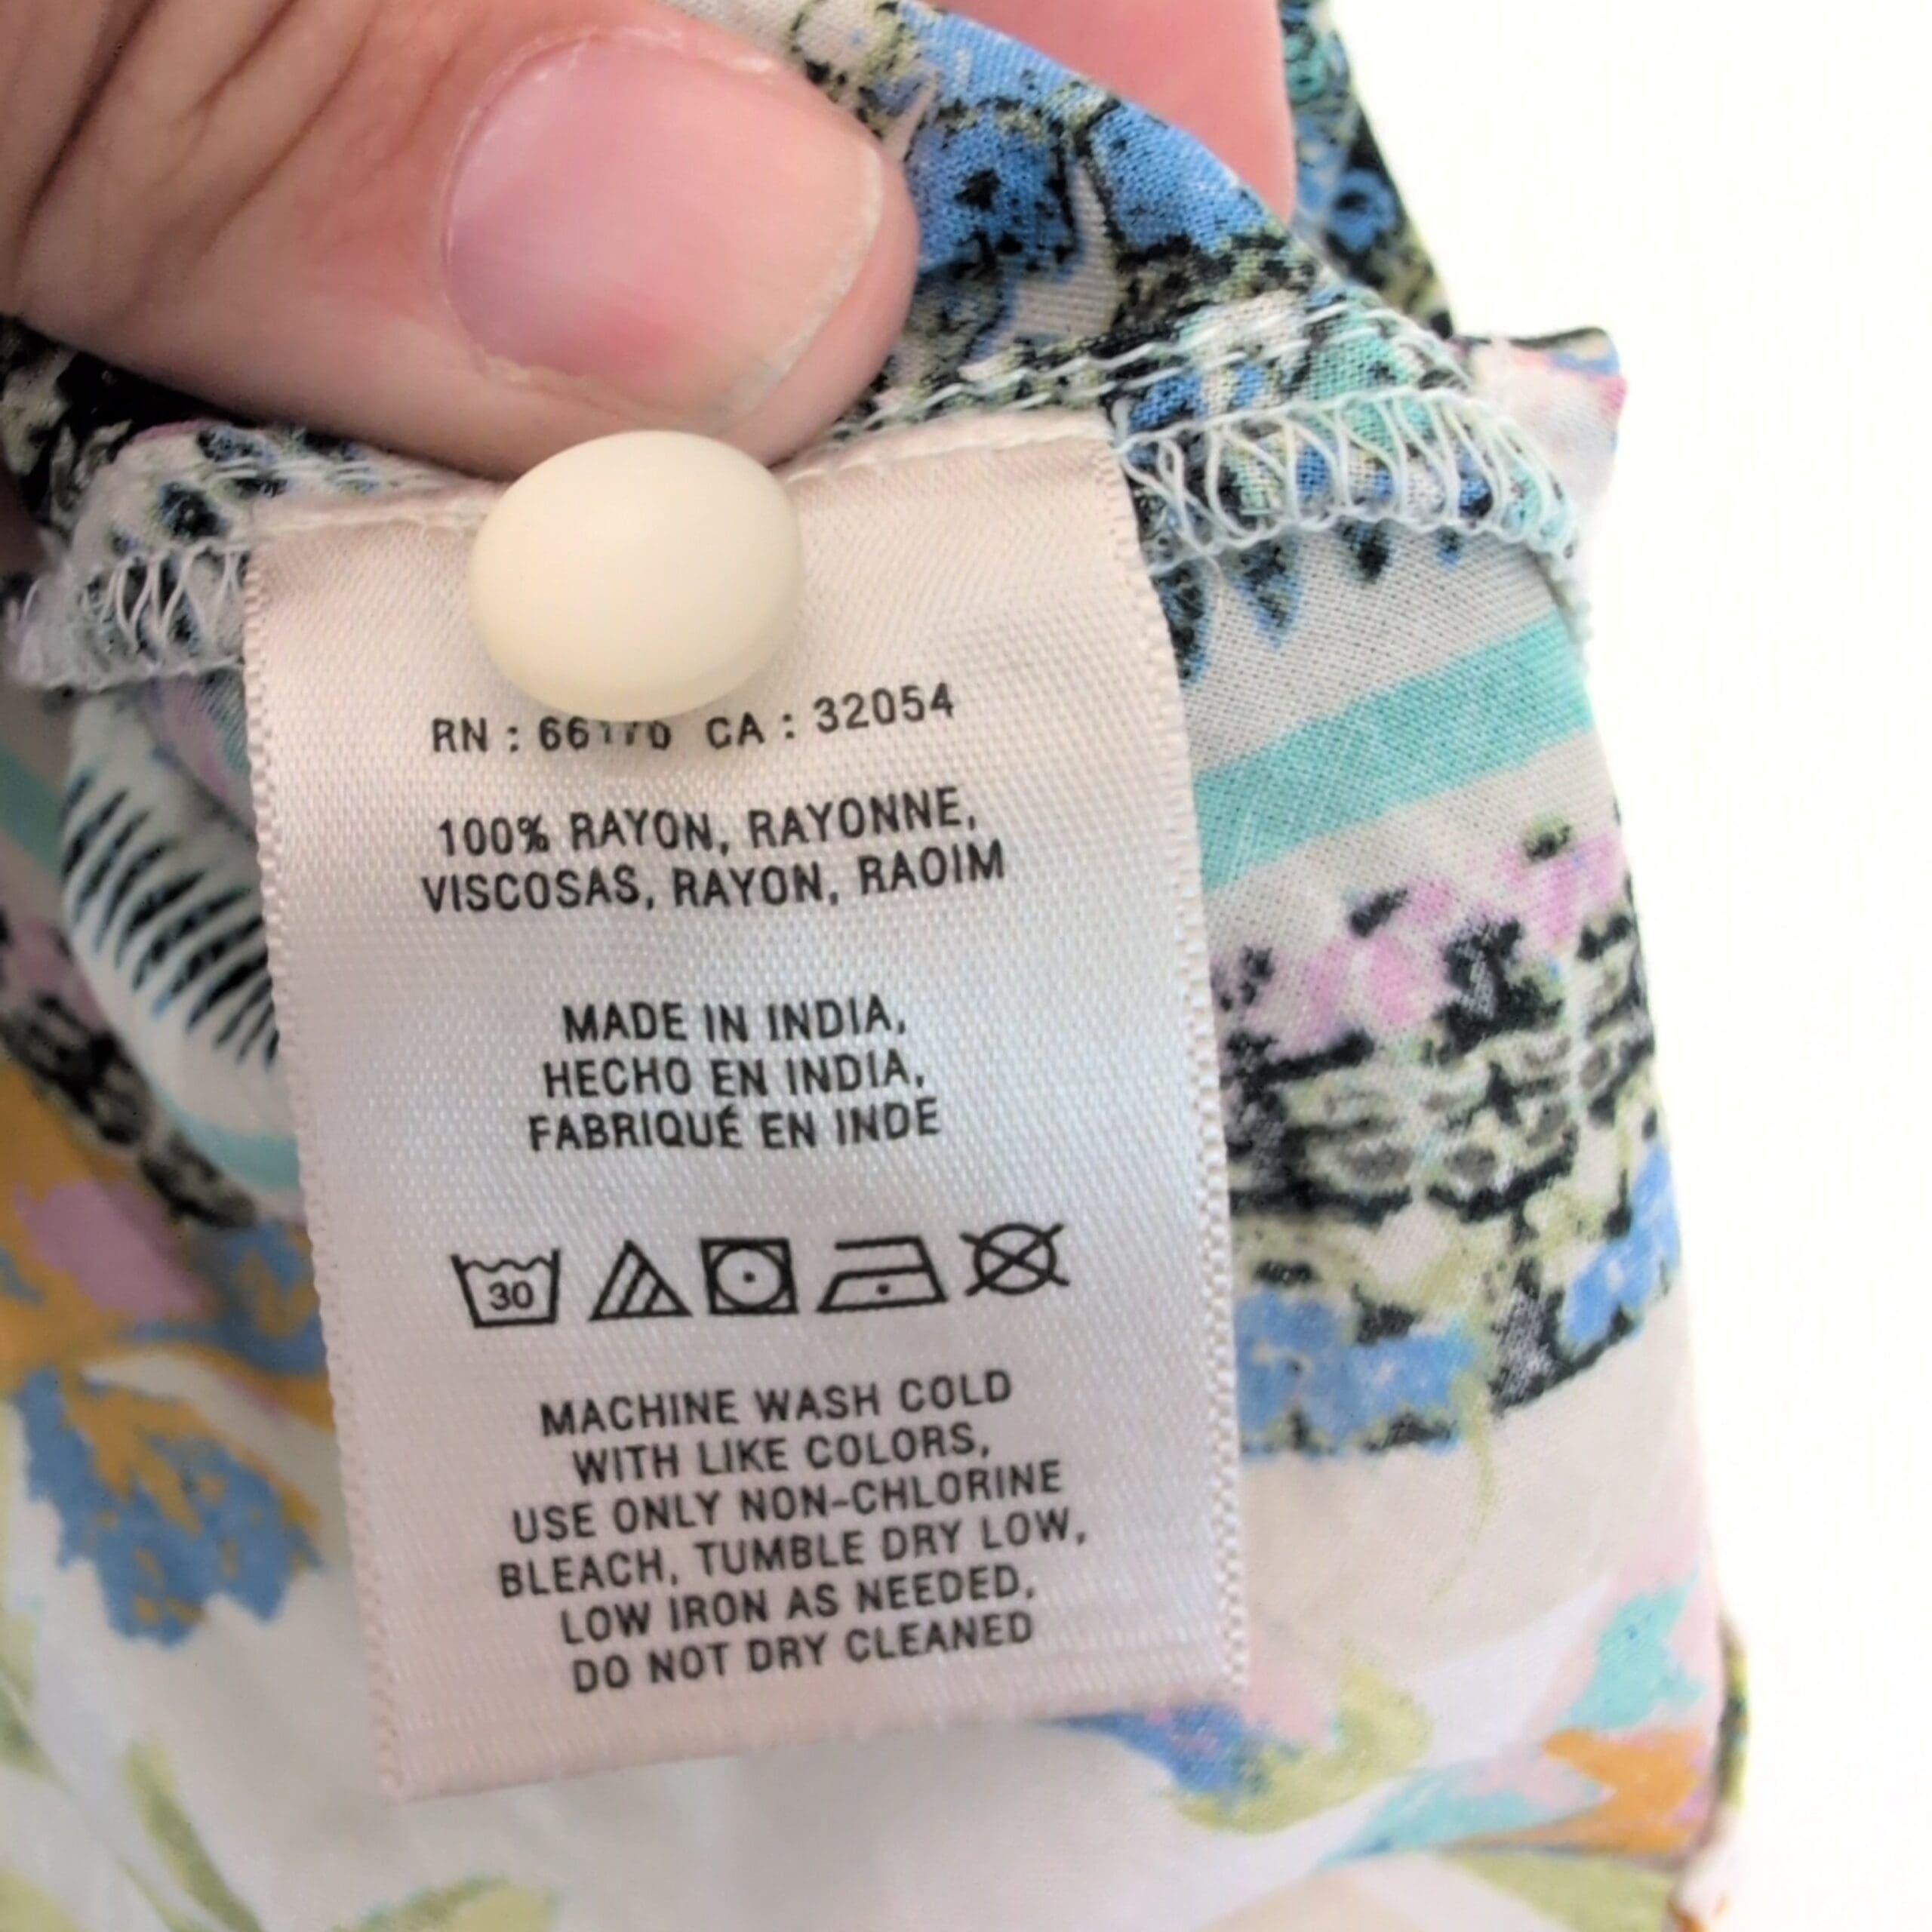 RN : 66170 CA : 32054
100% RAYON, RAYONNE,
VISCOSAS, RAYON, RAOIM
MADE IN INDIA,
HECHO EN INDIA,
FABRIQUÉ EN INDE
30
MACHINE WASH COLD
WITH LIKE COLORS,
USE ONLY NON-CHLORINE
BLEACH, TUMBLE DRY LOW,
LOW IRON AS NEEDED,
DO NOT DRY CLEANED